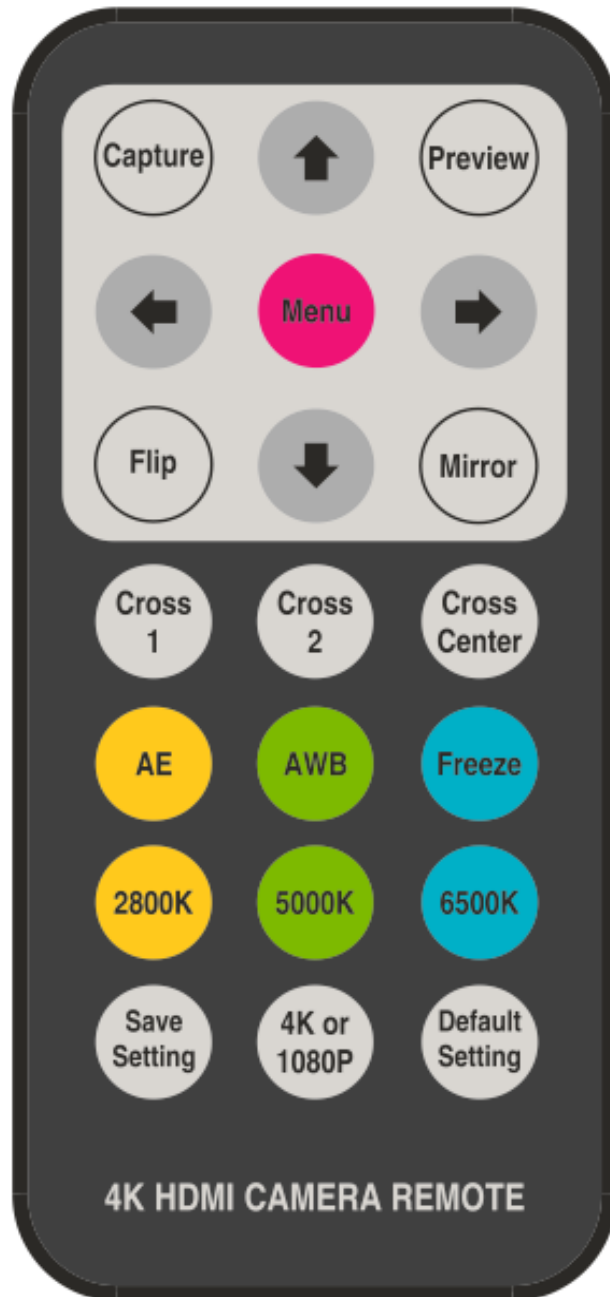 Capture
Preview
Menu
Flip
Mirror
Cross
1
Cross
2
Cross
Center
AE
AWB
Freeze
2800K
5000K
6500K
Save
Setting
4K or
1080P
Default
Setting
4K HDMI CAMERA REMOTE